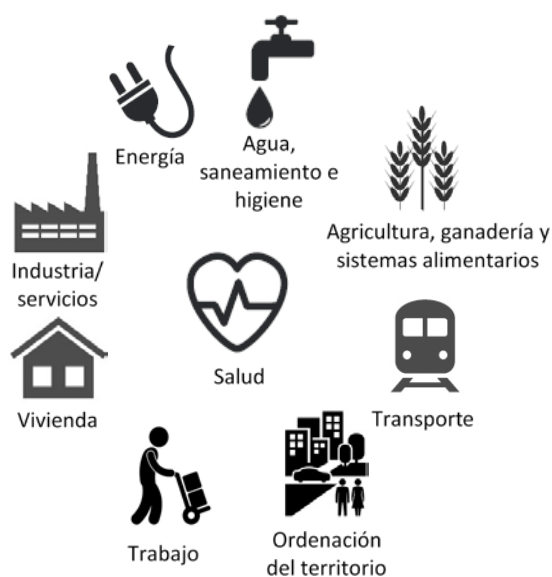 Energía
Agua,
saneamiento e
higiene
Agricultura, ganadería y
sistemas alimentarios
Industria/
servicios
Salud
Vivienda
Transporte
Trabajo
Ordenación
del territorio